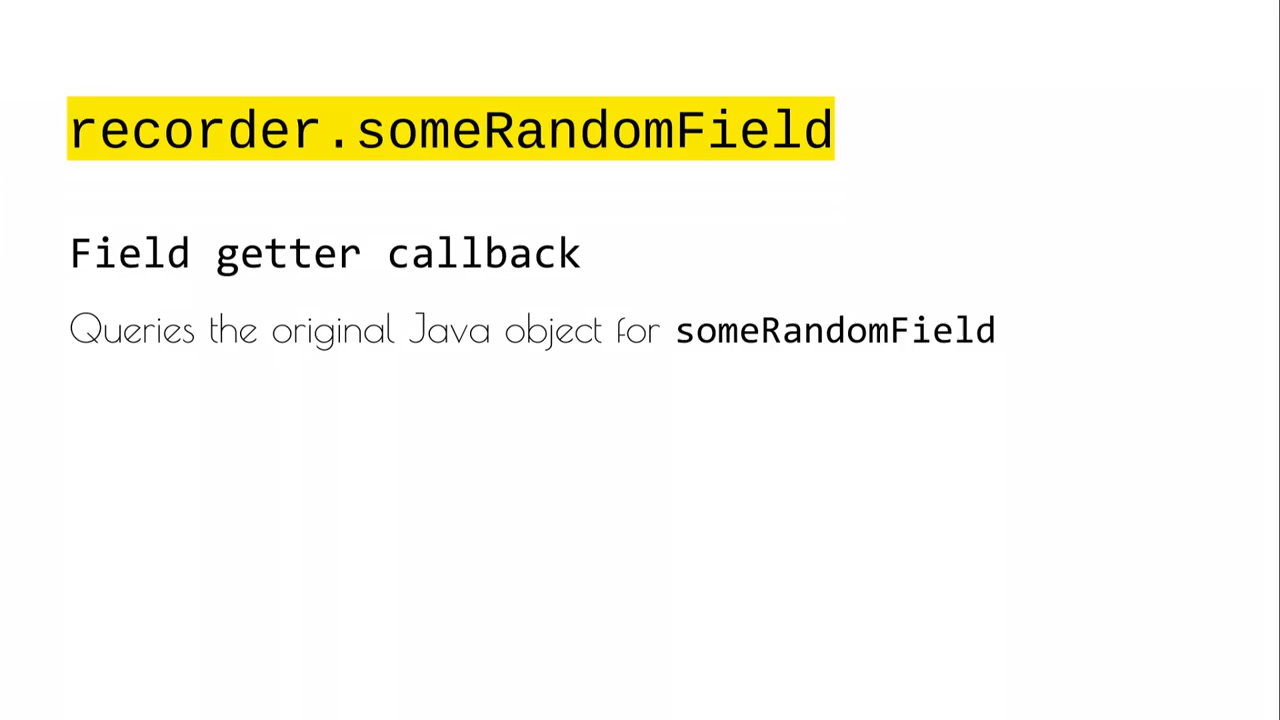 recorder.someRandomField
Field getter callback
Queries the original Java object for someRandomField